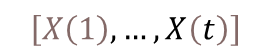 [𝑋(1), … , 𝑋(𝑡)]